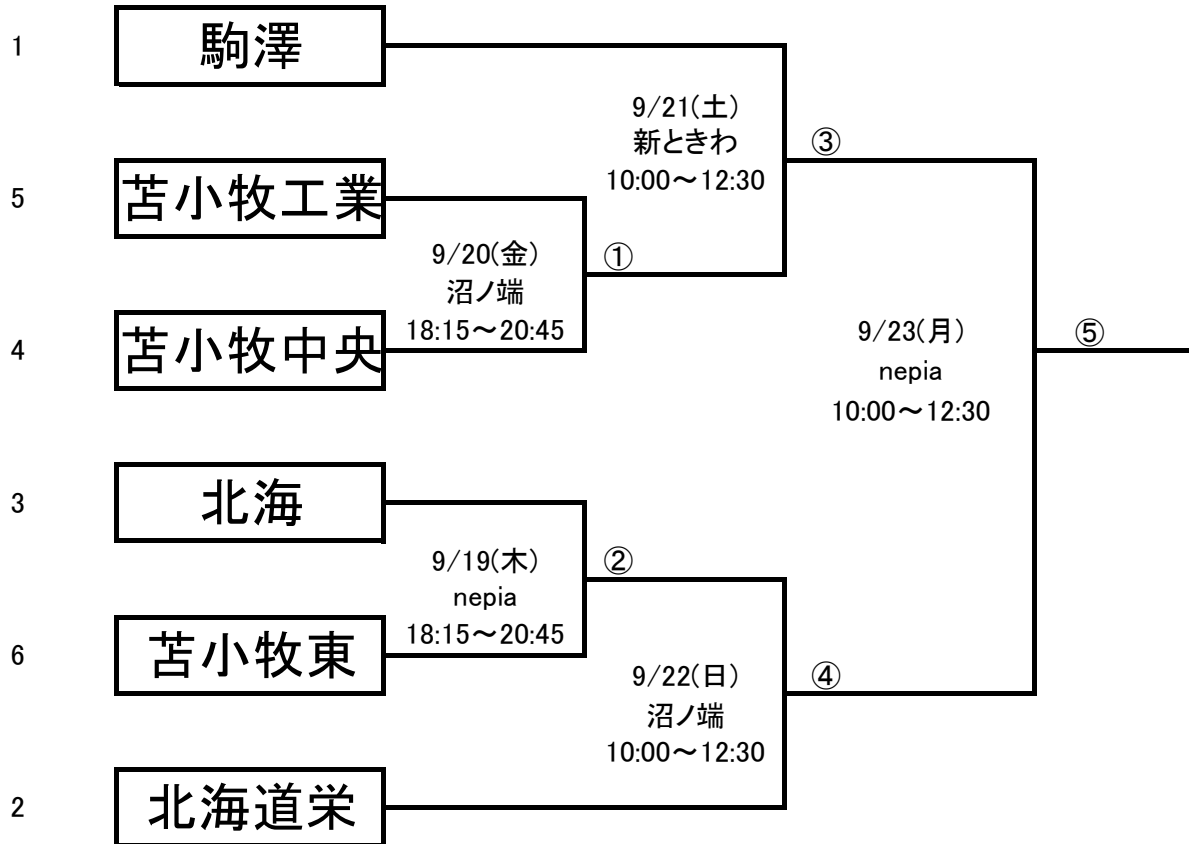 1
駒澤
9/21(土)
新ときわ
10:00～12:30
③
5
苫小牧工業
9/20(金)
沼ノ端
18:15～20:45
①
4
苫小牧中央
9/23(月)
nepia
10:00～12:30
⑤
3
北海
9/19(木)
nepia
18:15～20:45
②
6
苫小牧東
9/22(日)
沼ノ端
10:00～12:30
④
2
北海道栄